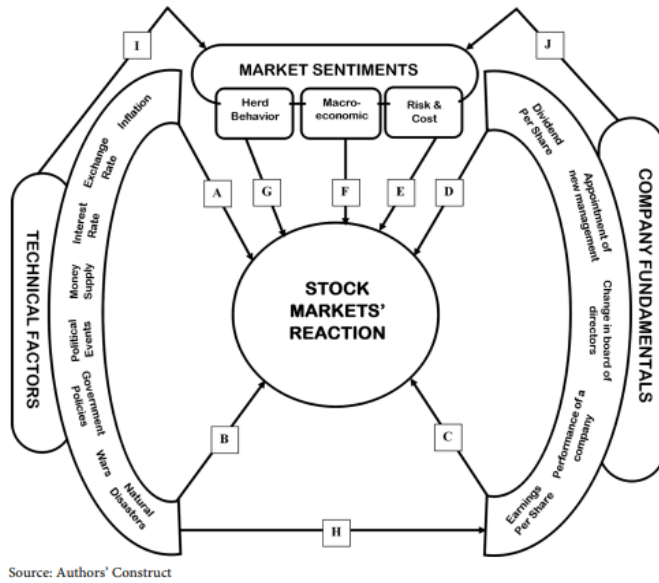 I
J
MARKET SENTIMENTS
Herd
Behavior
Macro-
economic
Risk &
Cost
A
G
F
E
D
TECHNICAL FACTORS
Inflation
Exchange
Rate
Interest
Rate
Money
Supply
Political
Events
Government
Policies
Wars
Natural
Disasters
STOCK
MARKETS'
REACTION
COMPANY FUNDAMENTALS
Dividend
Per Share
Appointment of
new management
Change in board of
directors
Performance of a
company
Earnings
Per Share
B
C
H
Source: Authors' Construct